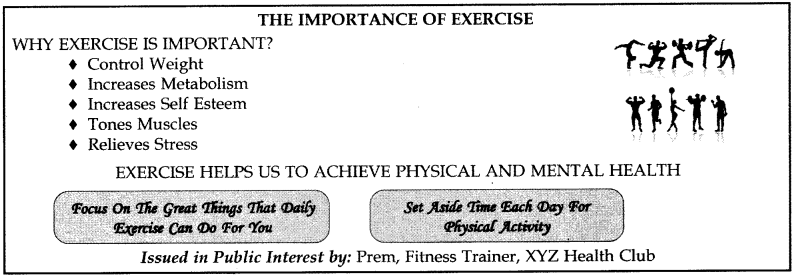 THE IMPORTANCE OF EXERCISE
WHY EXERCISE IS IMPORTANT?
♦ Control Weight
♦ Increases Metabolism
♦ Increases Self Esteem
♦ Tones Muscles
♦ Relieves Stress
EXERCISE HELPS US TO ACHIEVE PHYSICAL AND MENTAL HEALTH
Focus On The Great Things That Daily
Exercise Can Do For You
Set Aside Time Each Day For
Physical Activity
Issued in Public Interest by: Prem, Fitness Trainer, XYZ Health Club